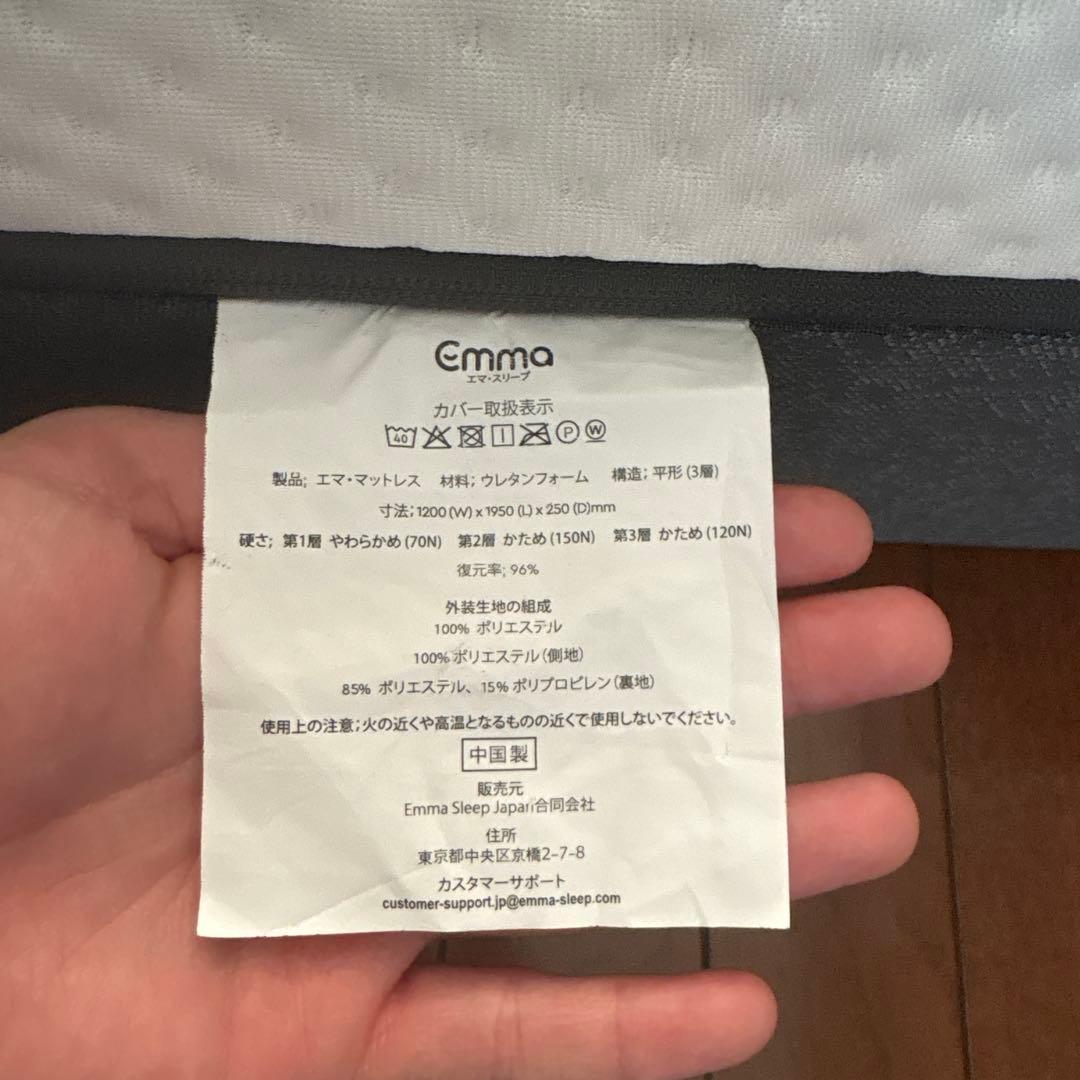 Emma
エマ・スリープ
カバー取扱表示
40 P W
製品; エマ・マットレス 材料; ウレタンフォーム 構造; 平形 (3層)
寸法; 1200 (W) x 1950 (L) x 250 (D)mm
硬さ; 第1層 やわらかめ (70N) 第2層 かため (150N) 第3層 かため (120N)
復元率; 96%
外装生地の組成
100% ポリエステル
100% ポリエステル (側地)
85% ポリエステル、15% ポリプロピレン (裏地)
使用上の注意; 火の近くや高温となるものの近くで使用しないでください。
中国製
販売元
Emma Sleep Japan合同会社
住所
東京都中央区京橋2-7-8
カスタマーサポート
customer-support.jp@emma-sleep.com